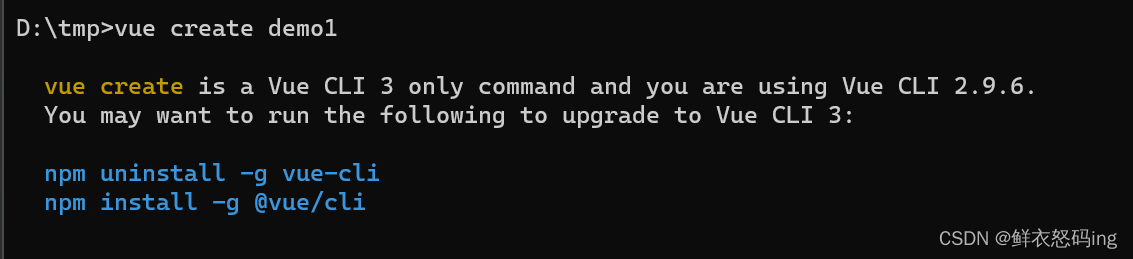 D:\tmp>vue create demo1
vue create is a Vue CLI 3 only command and you are using Vue CLI 2.9.6.
You may want to run the following to upgrade to Vue CLI 3:
npm uninstall -g vue-cli
npm install -g @vue/cli
CSDN @鲜衣怒码ing